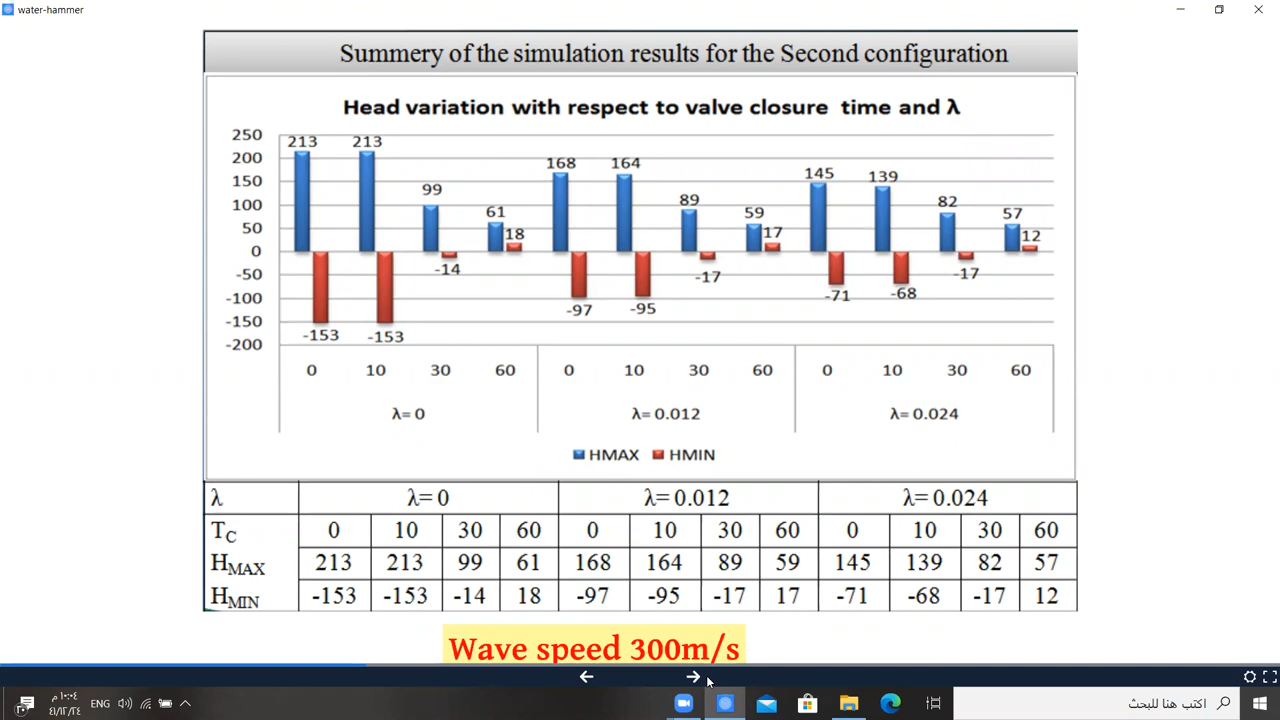 water-hammer
Summery of the simulation results for the Second configuration
Head variation with respect to valve closure time and λ
250
200
150
100
50
0
-50
-100
-150
-200
213 213 99 61 168 164 89 59 145 139 82 57
18 17 12
-153 -153 -14 -97 -95 -17 -71 -68 -17
0 10 30 60 0 10 30 60 0 10 30 60
λ= 0 λ= 0.012 λ= 0.024
HMAX HMIN
λ λ= 0 λ= 0.012 λ= 0.024
TC 0 10 30 60 0 10 30 60 0 10 30 60
HMAX 213 213 99 61 168 164 89 59 145 139 82 57
HMIN -153 -153 -14 18 -97 -95 -17 17 -71 -68 -17 12
Wave speed 300m/s
ENG
اكتب هنا للبحث